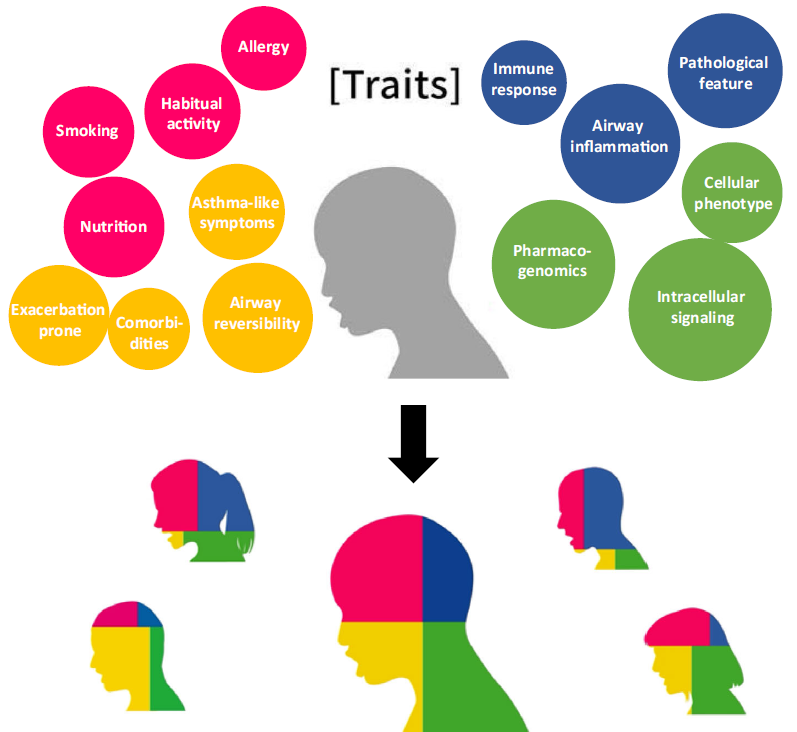 Allergy
[Traits]
Habitual
activity
Smoking
Nutrition
Asthma-like
symptoms
Exacerbation
prone
Comorbi-
dities
Airway
reversibility
Immune
response
Pathological
feature
Airway
inflammation
Cellular
phenotype
Pharmaco-
genomics
Intracellular
signaling